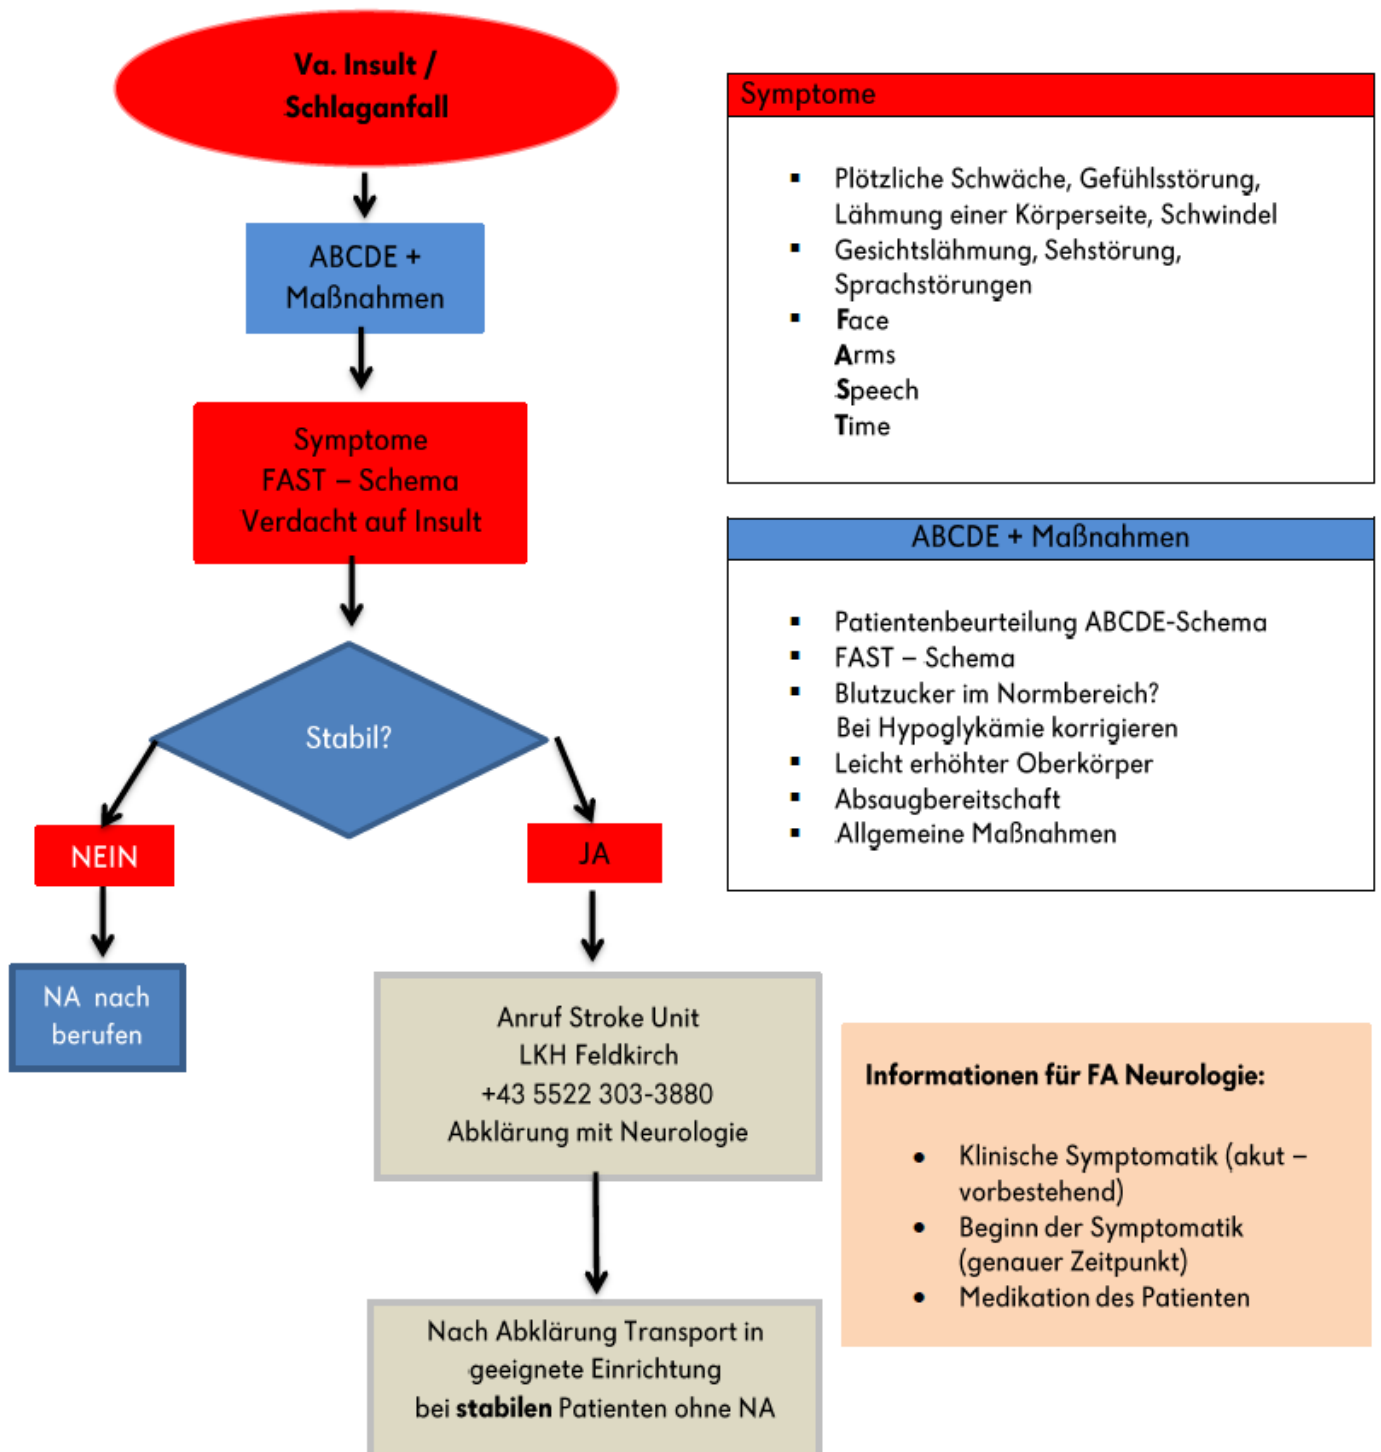 Va. Insult /
Schlaganfall
ABCDE +
Maßnahmen
Symptome
FAST – Schema
Verdacht auf Insult
Stabil?
NEIN
JA
NA nach
berufen
Anruf Stroke Unit
LKH Feldkirch
+43 5522 303-3880
Abklärung mit Neurologie
Nach Abklärung Transport in
geeignete Einrichtung
bei stabilen Patienten ohne NA
Symptome
▪ Plötzliche Schwäche, Gefühlsstörung,
Lähmung einer Körperseite, Schwindel
▪ Gesichtslähmung, Sehstörung,
Sprachstörungen
▪ Face
Arms
Speech
Time
ABCDE + Maßnahmen
▪ Patientenbeurteilung ABCDE-Schema
▪ FAST – Schema
▪ Blutzucker im Normbereich?
Bei Hypoglykämie korrigieren
▪ Leicht erhöhter Oberkörper
▪ Absaugbereitschaft
▪ Allgemeine Maßnahmen
Informationen für FA Neurologie:
• Klinische Symptomatik (akut –
vorbestehend)
• Beginn der Symptomatik
(genauer Zeitpunkt)
• Medikation des Patienten